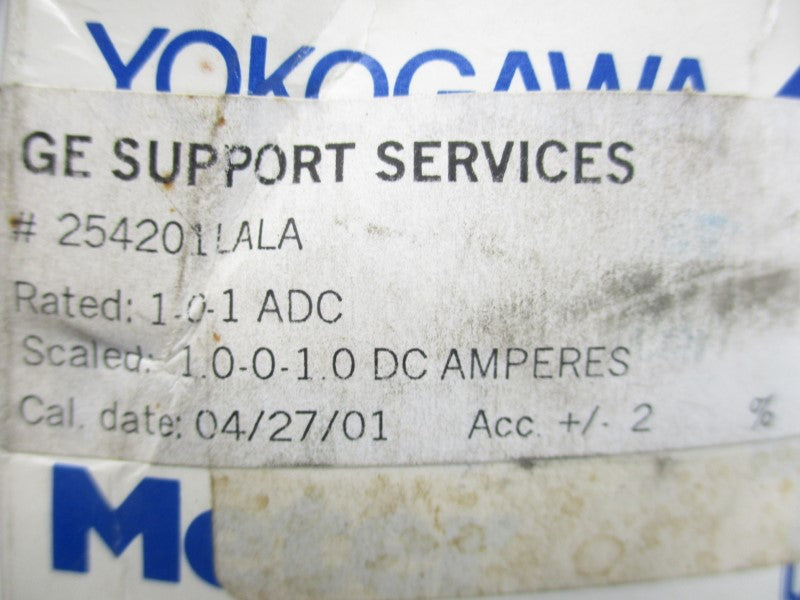 YOKOGAWA
GE SUPPORT SERVICES
# 254201LALA
Rated: 1-0-1 ADC
Scaled: 1.0-0-1.0 DC AMPERES
Cal. date: 04/27/01 Acc. +/- 2 %